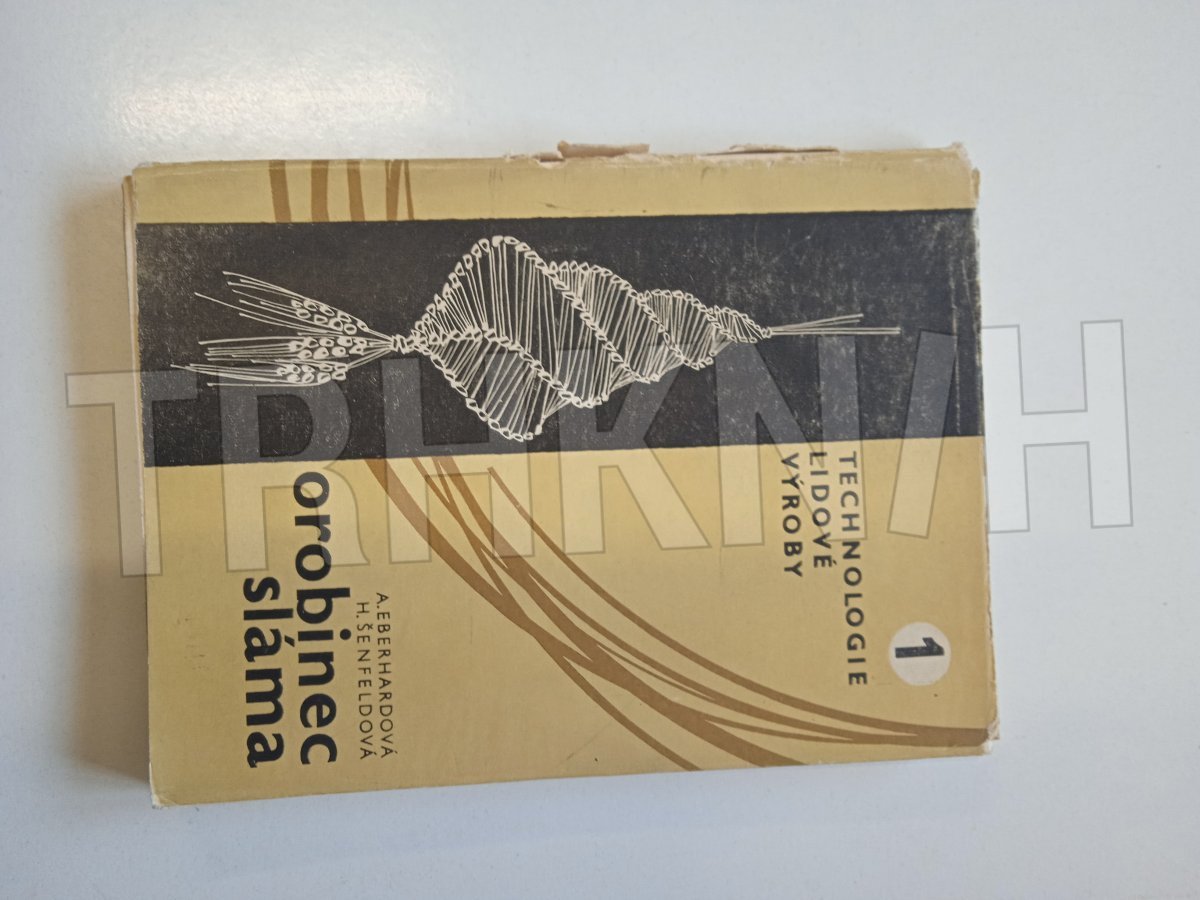 1
TECHNOLOGIE
LIDOVÉ
VÝROBY
A. EBERHARDOVÁ
H. ŠENFELDOVÁ
orobinec
sláma
TRHKNIH